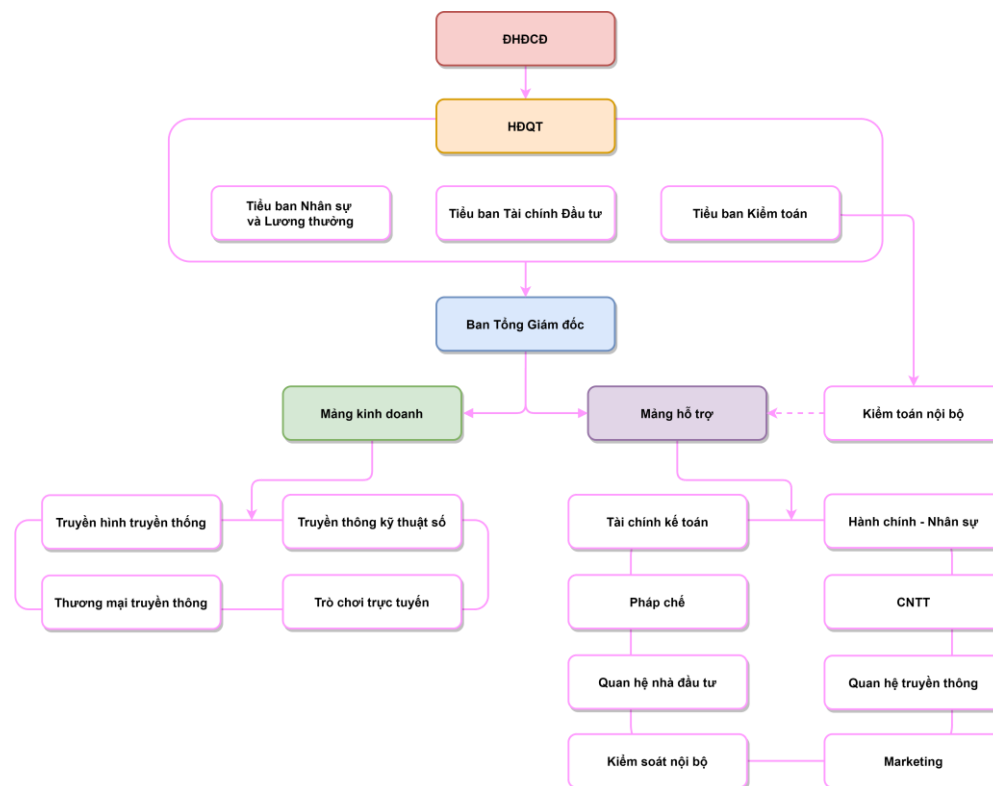 ĐHĐCĐ
HĐQT
Tiểu ban Nhân sự
và Lương thưởng
Tiểu ban Tài chính Đầu tư
Tiểu ban Kiểm toán
Ban Tổng Giám đốc
Mảng kinh doanh
Mảng hỗ trợ
Kiểm toán nội bộ
Truyền hình truyền thống
Truyền thông kỹ thuật số
Tài chính kế toán
Hành chính - Nhân sự
Thương mại truyền thông
Trò chơi trực tuyến
Pháp chế
CNTT
Quan hệ nhà đầu tư
Quan hệ truyền thông
Kiểm soát nội bộ
Marketing